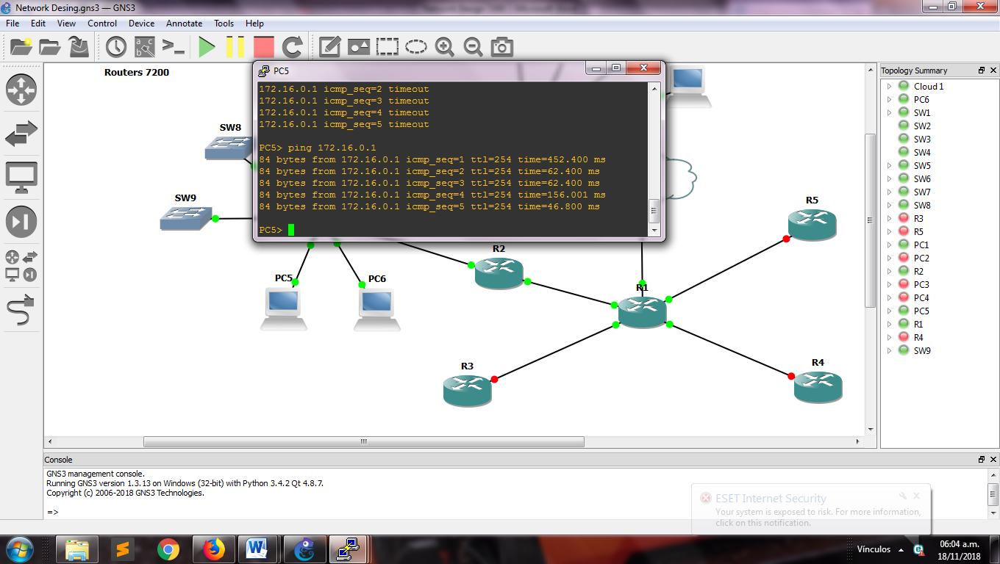 Network Desing.gns3 — GNS3
File Edit View Control Device Annotate Tools Help
Routers 7200
SW8
SW9
PC5
172.16.0.1 icmp_seq=2 timeout
172.16.0.1 icmp_seq=3 timeout
172.16.0.1 icmp_seq=4 timeout
172.16.0.1 icmp_seq=5 timeout
PC5> ping 172.16.0.1
84 bytes from 172.16.0.1 icmp_seq=1 ttl=254 time=452.400 ms
84 bytes from 172.16.0.1 icmp_seq=2 ttl=254 time=62.400 ms
84 bytes from 172.16.0.1 icmp_seq=3 ttl=254 time=62.400 ms
84 bytes from 172.16.0.1 icmp_seq=4 ttl=254 time=156.001 ms
84 bytes from 172.16.0.1 icmp_seq=5 ttl=254 time=46.800 ms
PC5>
R5
R2
PC5
PC6
R1
R3
R4
Topology Summary
Cloud 1
PC6
SW1
SW2
SW3
SW4
SW5
SW6
SW7
SW8
R3
R5
PC1
PC2
R2
PC3
PC4
PC5
R1
R4
SW9
Console
GNS3 management console.
Running GNS3 version 1.3.13 on Windows (32-bit) with Python 3.4.2 Qt 4.8.7.
Copyright (c) 2006-2018 GNS3 Technologies.
=>
ESET Internet Security
Your system is exposed to risk. For more information,
click on this notification.
Vínculos
06:04 a.m.
18/11/2018